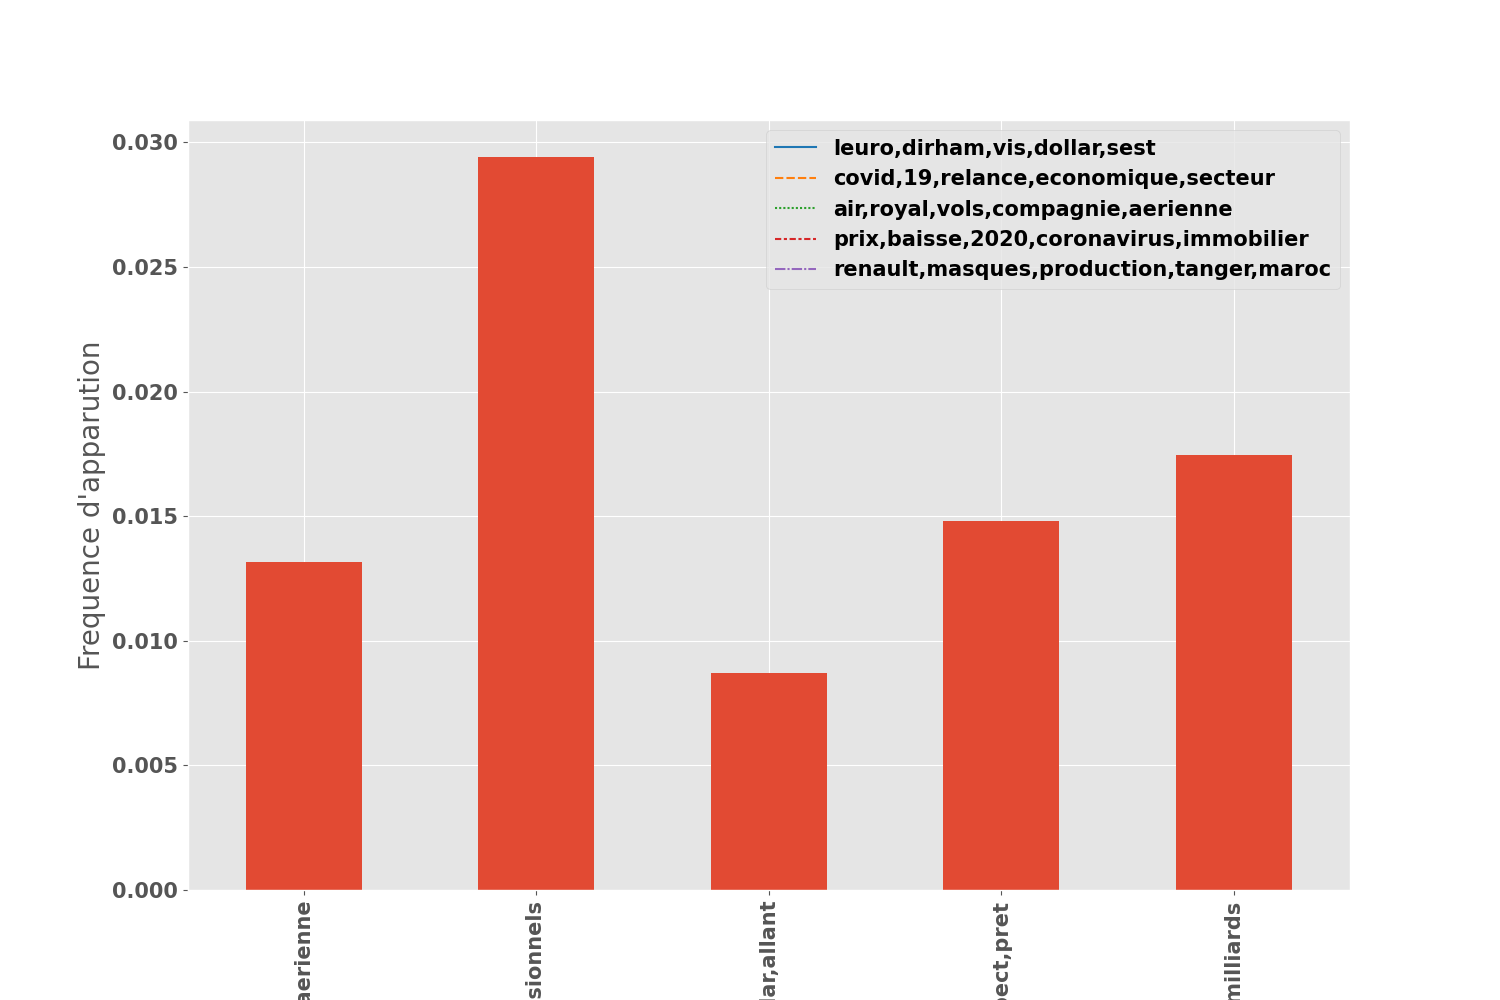 0.030
0.025
0.020
0.015
0.010
0.005
0.000
Frequence d'apparution
leuro,dirham,vis,dollar,sest
covid,19,relance,economique,secteur
air,royal,vols,compagnie,aerienne
prix,baisse,2020,coronavirus,immobilier
renault,masques,production,tanger,maroc
aerienne
sionnels
lar,allant
pect,pret
milliards